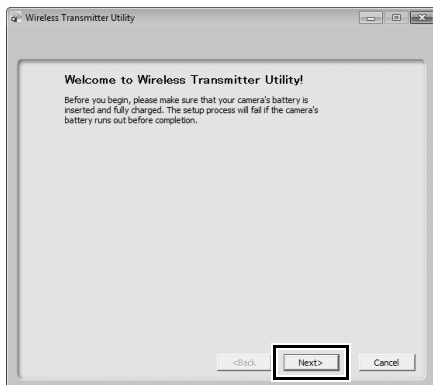 Wireless Transmitter Utility
Welcome to Wireless Transmitter Utility!
Before you begin, please make sure that your camera's battery is
inserted and fully charged. The setup process will fail if the camera's
battery runs out before completion.
<Back Next> Cancel